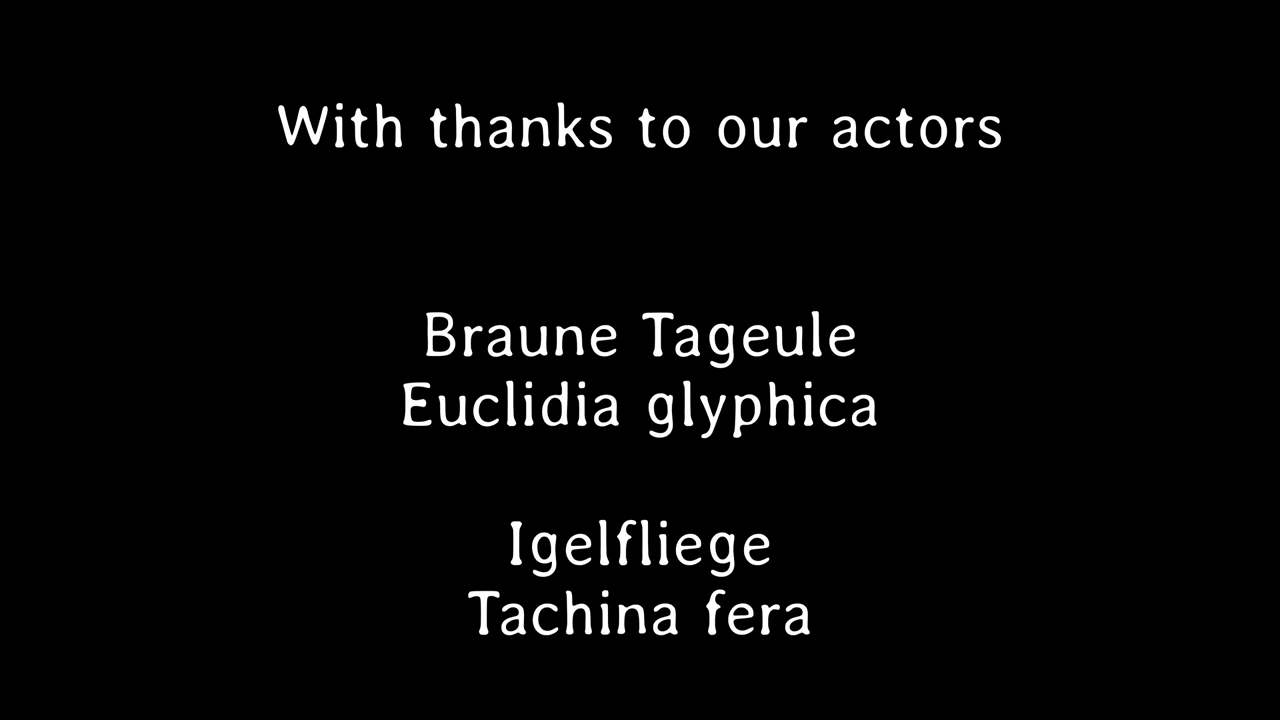 With thanks to our actors
Braune Tageule
Euclidia glyphica
Igelfliege
Tachina fera